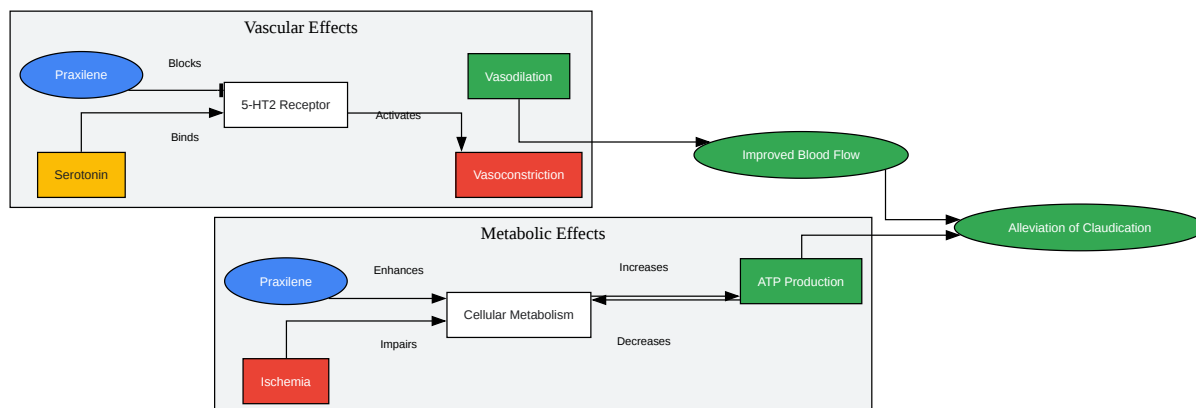 Vascular Effects
Praxilene
Blocks
Vasodilation
5-HT2 Receptor
Activates
Binds
Serotonin
Vasoconstriction
Improved Blood Flow
Alleviation of Claudication
Metabolic Effects
Praxilene
Enhances
Increases
ATP Production
Cellular Metabolism
Impairs
Decreases
Ischemia